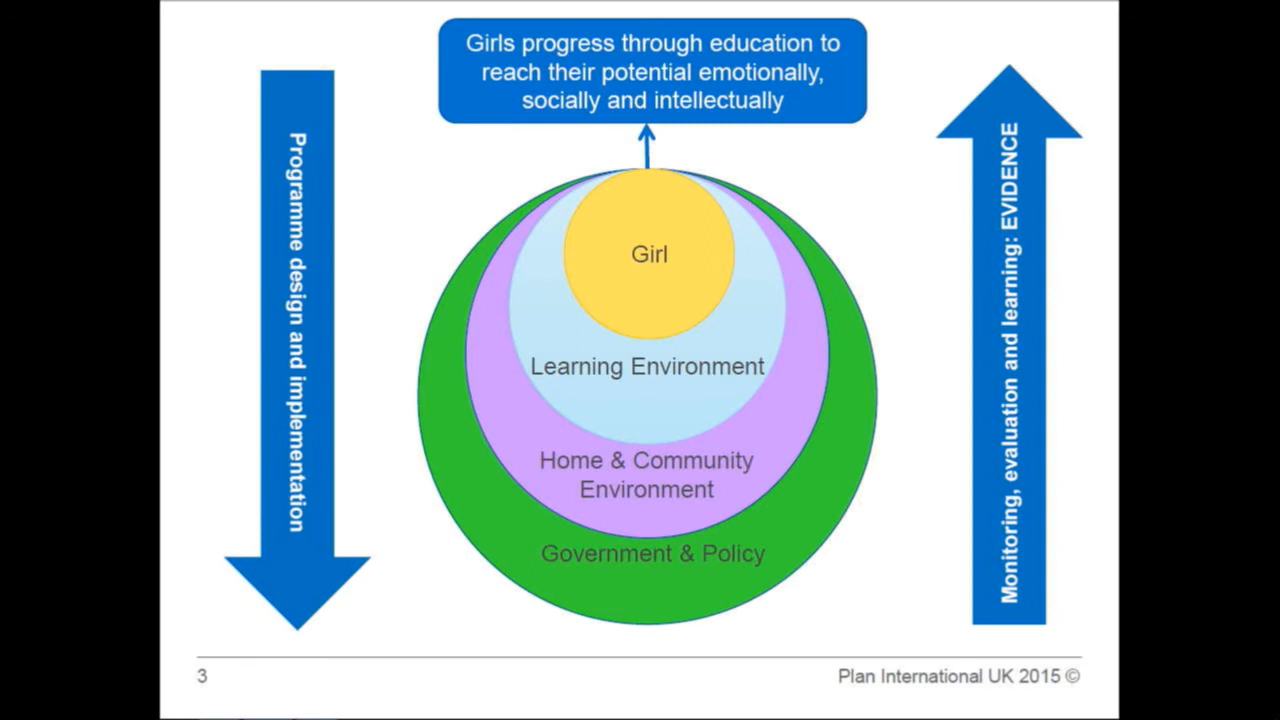 Girls progress through education to
reach their potential emotionally,
socially and intellectually
Programme design and implementation
Girl
Learning Environment
Home & Community
Environment
Government & Policy
Monitoring, evaluation and learning: EVIDENCE
3
Plan International UK 2015 ©